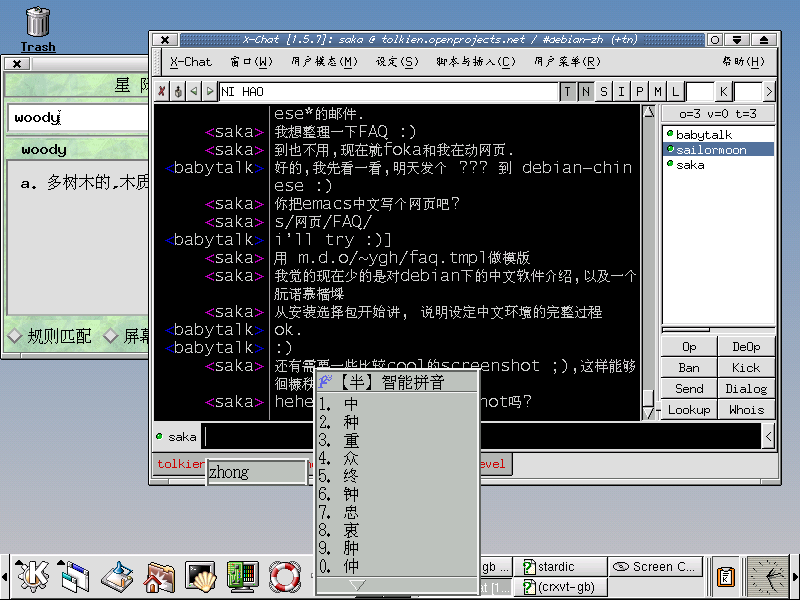 Trash
X-Chat [1.5.7]: saka @ tolkien.openprojects.net / #debian-zh (+tn)
X-Chat 窗口(W) 用户模态(M) 设定(S) 脚本与插入(C) 用户菜单(R) 帮助(H)
星
woody
woody
a. 多树木的,木质
规则匹配 屏幕
NI HAO
T N S I P M L K
o=3 v=0 t=3
babytalk
sailormoon
saka
ese*的邮件.
<saka> 我想整理一下FAQ :)
<saka> 到也不用,现在就foka和我在动网页.
<babytalk> 好的,我先看一看,明天发个 ??? 到 debian-chin
ese :)
<saka> 你把emacs中文写个网页吧?
<saka> s/网页/FAQ/
<babytalk> i'll try :)]
<saka> 用 m.d.o/~ygh/faq.tmpl做模版
<saka> 我觉的现在少的是对debian下的中文软件介绍,以及一个
<saka> 从安装选择包开始讲, 说明设定中文环境的完整过程
<babytalk> ok.
<babytalk> :)
<saka> 还有需要一些比较cool的screenshot ;),这样能够
<saka> hehe
ot吗?
Op DeOp
Ban Kick
Send Dialog
Lookup Whois
saka
tolkien
evel
zhong
【半】智能拼音
1. 中
2. 种
3. 重
4. 众
5. 终
6. 钟
7. 忠
8. 衷
9. 肿
0. 仲
gb ...
stardic
Screen C...
(crxvt-gb)